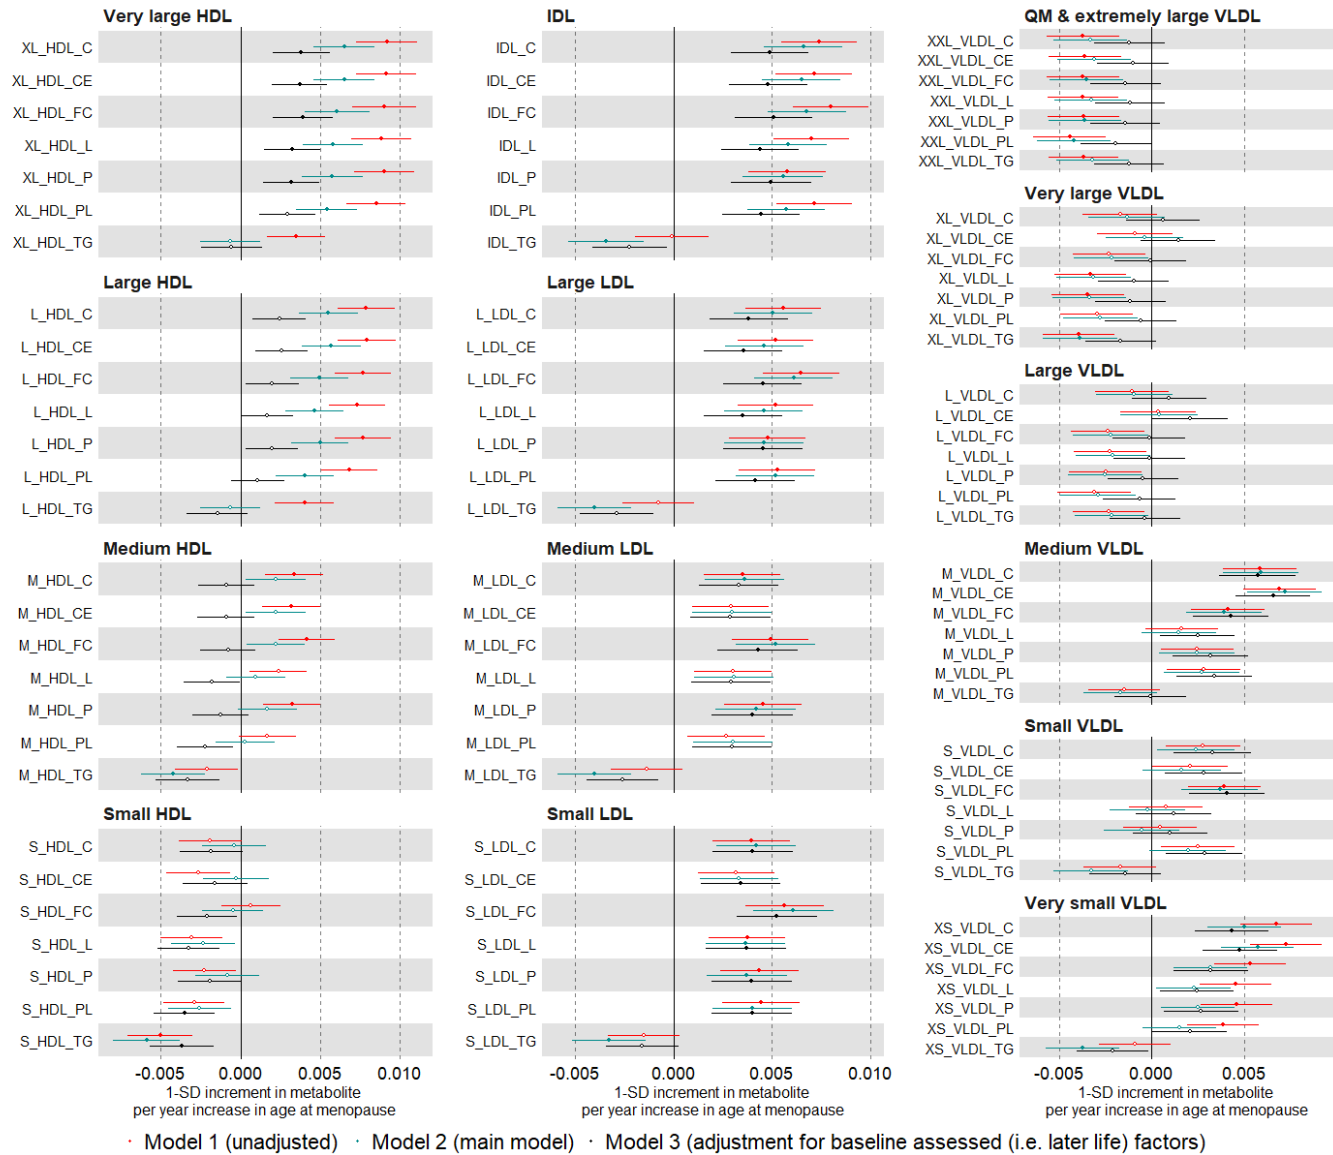 Very large HDL
XL_HDL_C
XL_HDL_CE
XL_HDL_FC
XL_HDL_L
XL_HDL_P
XL_HDL_PL
XL_HDL_TG
Large HDL
L_HDL_C
L_HDL_CE
L_HDL_FC
L_HDL_L
L_HDL_P
L_HDL_PL
L_HDL_TG
Medium HDL
M_HDL_C
M_HDL_CE
M_HDL_FC
M_HDL_L
M_HDL_P
M_HDL_PL
M_HDL_TG
Small HDL
S_HDL_C
S_HDL_CE
S_HDL_FC
S_HDL_L
S_HDL_P
S_HDL_PL
S_HDL_TG
-0.005 0.000 0.005 0.010
1-SD increment in metabolite
per year increase in age at menopause
IDL
IDL_C
IDL_CE
IDL_FC
IDL_L
IDL_P
IDL_PL
IDL_TG
Large LDL
L_LDL_C
L_LDL_CE
L_LDL_FC
L_LDL_L
L_LDL_P
L_LDL_PL
L_LDL_TG
Medium LDL
M_LDL_C
M_LDL_CE
M_LDL_FC
M_LDL_L
M_LDL_P
M_LDL_PL
M_LDL_TG
Small LDL
S_LDL_C
S_LDL_CE
S_LDL_FC
S_LDL_L
S_LDL_P
S_LDL_PL
S_LDL_TG
-0.005 0.000 0.005 0.010
1-SD increment in metabolite
per year increase in age at menopause
QM & extremely large VLDL
XXL_VLDL_C
XXL_VLDL_CE
XXL_VLDL_FC
XXL_VLDL_L
XXL_VLDL_P
XXL_VLDL_PL
XXL_VLDL_TG
Very large VLDL
XL_VLDL_C
XL_VLDL_CE
XL_VLDL_FC
XL_VLDL_L
XL_VLDL_P
XL_VLDL_PL
XL_VLDL_TG
Large VLDL
L_VLDL_C
L_VLDL_CE
L_VLDL_FC
L_VLDL_L
L_VLDL_P
L_VLDL_PL
L_VLDL_TG
Medium VLDL
M_VLDL_C
M_VLDL_CE
M_VLDL_FC
M_VLDL_L
M_VLDL_P
M_VLDL_PL
M_VLDL_TG
Small VLDL
S_VLDL_C
S_VLDL_CE
S_VLDL_FC
S_VLDL_L
S_VLDL_P
S_VLDL_PL
S_VLDL_TG
Very small VLDL
XS_VLDL_C
XS_VLDL_CE
XS_VLDL_FC
XS_VLDL_L
XS_VLDL_P
XS_VLDL_PL
XS_VLDL_TG
-0.005 0.000 0.005
1-SD increment in metabolite
per year increase in age at menopause
Model 1 (unadjusted) Model 2 (main model) Model 3 (adjustment for baseline assessed (i.e. later life) factors)